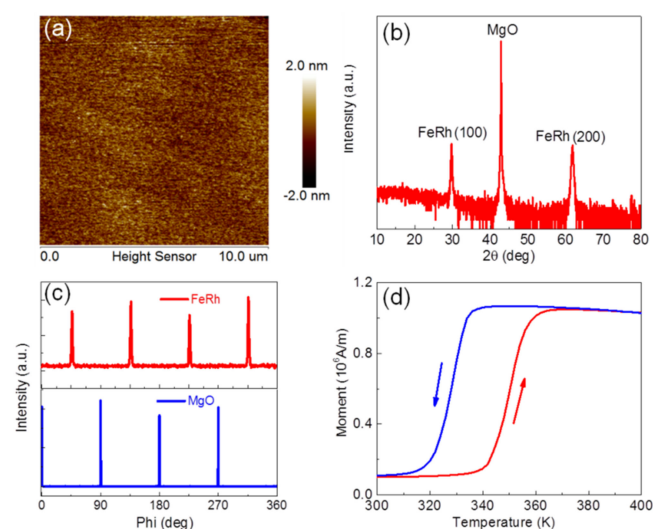 (a)
2.0 nm
-2.0 nm
0.0 Height Sensor 10.0 um
(b)
MgO
FeRh (100)
FeRh (200)
Intensity (a.u.)
10 20 30 40 50 60 70 80
2θ (deg)
(c)
FeRh
MgO
Intensity (a.u.)
0 90 180 270 360
Phi (deg)
(d)
1.2
0.8
0.4
0.0
Moment (10⁶A/m)
300 320 340 360 380 400
Temperature (K)